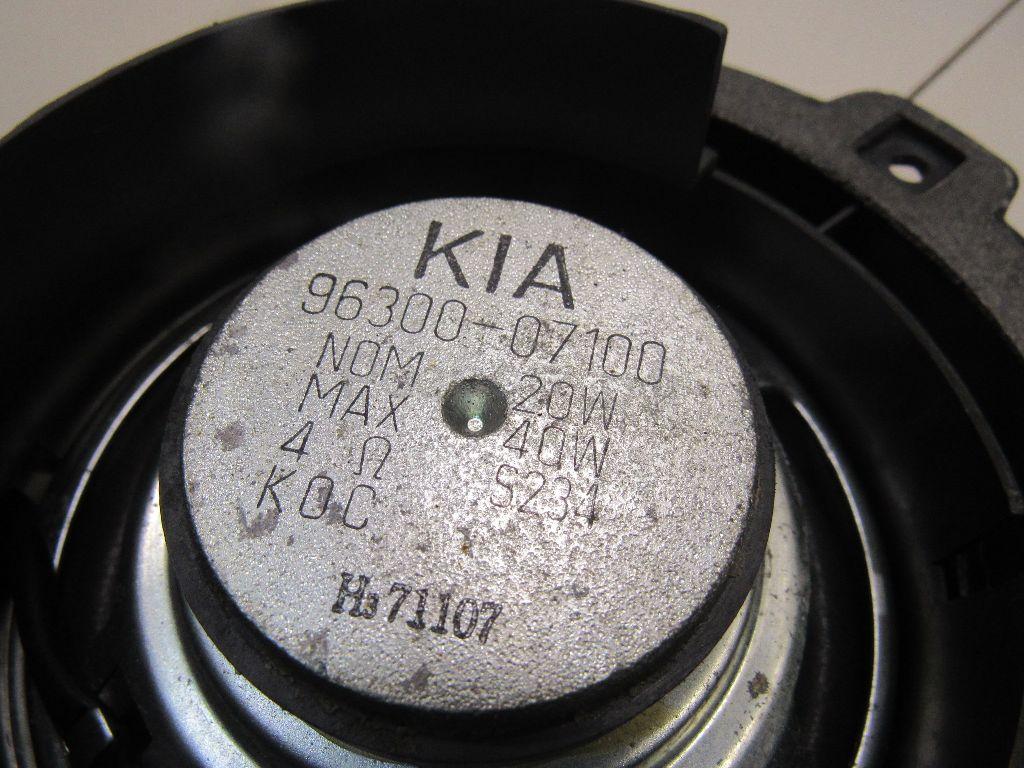 KIA
96300-07100
NOM 20W
MAX 40W
4 Ω S234
KOC
H3 71107